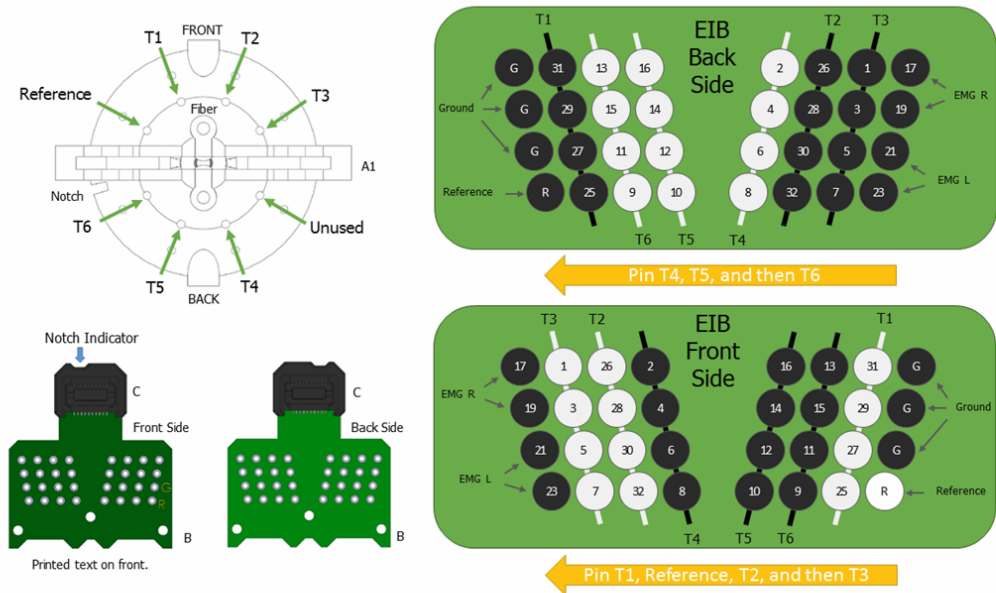 FRONT
T1
T2
Reference
Fiber
T3
A1
Notch
T6
Unused
T5
T4
BACK
EIB
Back
Side
T1
T2
T3
G 31 13 16 2 26 1 17
G 29 15 14 4 28 3 19
G 27 11 12 6 30 5 21
R 25 9 10 8 32 7 23
Ground
Reference
EMG R
EMG L
T6
T5
T4
Pin T4, T5, and then T6
Notch Indicator
C
Front Side
G
R
B
Printed text on front.
C
Back Side
B
EIB
Front
Side
T3
T2
T1
17 1 26 2 16 13 31 G
19 3 28 4 14 15 29 G
21 5 30 6 12 11 27 G
23 7 32 8 10 9 25 R
EMG R
EMG L
Ground
Reference
T4
T5
T6
Pin T1, Reference, T2, and then T3